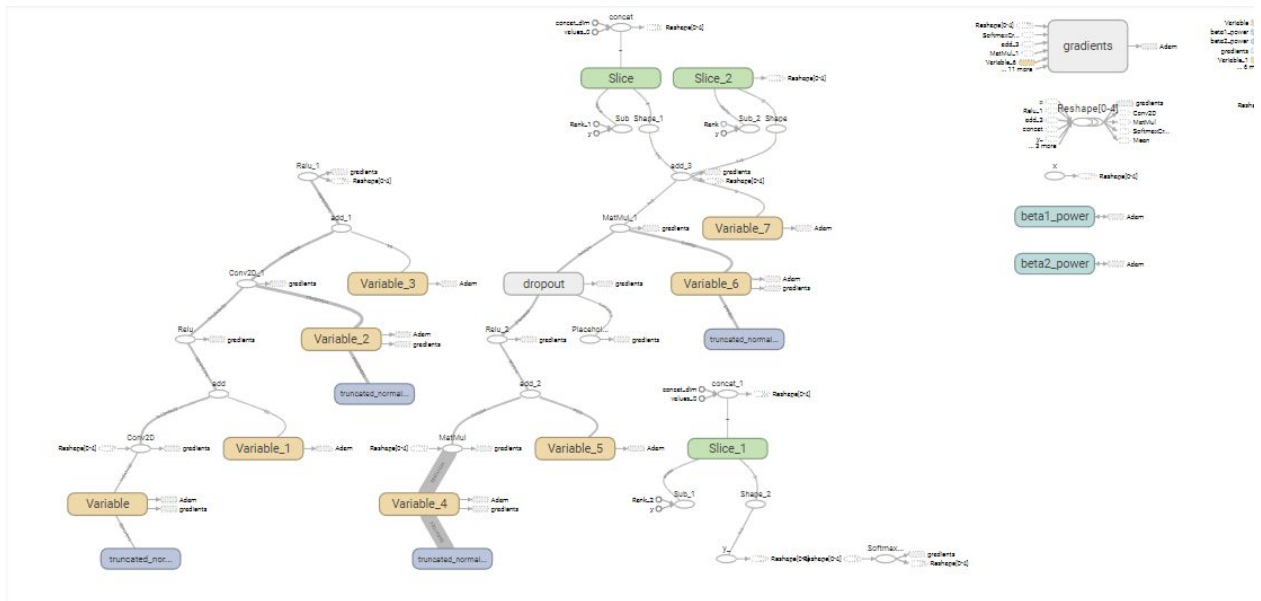 concat
concat_dim
values_0
Reshape[0-4]
Slice
Slice_2
Reshape[0-4]
Rank_1
y
Sub
Shape_1
Rank
y
Sub_2
Shape
Relu_1
gradients
Reshape[0-4]
add_3
gradients
Reshape[0-4]
add_1
MatMul_1
gradients
Variable_7
Adam
Conv2D_1
gradients
Variable_3
Adam
dropout
gradients
Variable_6
Adam
gradients
Relu
gradients
Variable_2
Adam
gradients
Relu_2
gradients
Placehol...
gradients
truncated_normal...
add
truncated_normal...
add_2
concat_dim
values_0
concat_1
Reshape[0-4]
Reshape[0-4]
Conv2D
gradients
Variable_1
Adam
Reshape[0-4]
MatMul
gradients
Variable_5
Adam
Slice_1
Variable
Adam
gradients
Variable_4
Adam
gradients
Rank_2
y
Sub_1
Shape_2
truncated_nor...
truncated_normal...
y_
Reshape[0-4]
Reshape[0-4]
Softmax...
gradients
Reshape[0-4]
Reshape[0-4]
SoftmaxCr...
add_3
MatMul_1
Variable_6
... 11 more
gradients
Adam
Variable
beta1_power
beta2_power
gradients
Variable_1
Reshape[0-4]
x
Relu_1
add_3
concat
y_
... 3 more
gradients
Conv2D
MatMul
SoftmaxCr...
Mean
x
Reshape[0-4]
beta1_power
Adam
beta2_power
Adam